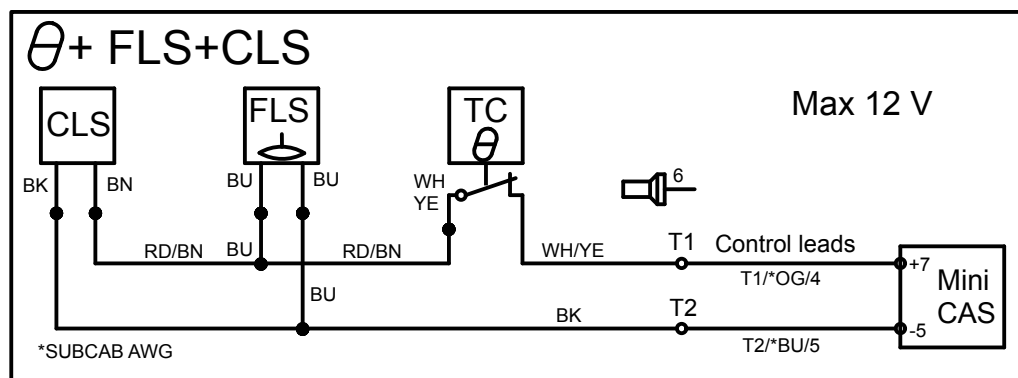 θ+ FLS+CLS
CLS
FLS
TC
θ
Max 12 V
BK
BN
BU
BU
WH
YE
6
RD/BN
BU
RD/BN
WH/YE
T1
Control leads
T1/*OG/4
+7
Mini
CAS
BU
BK
T2
-5
T2/*BU/5
*SUBCAB AWG